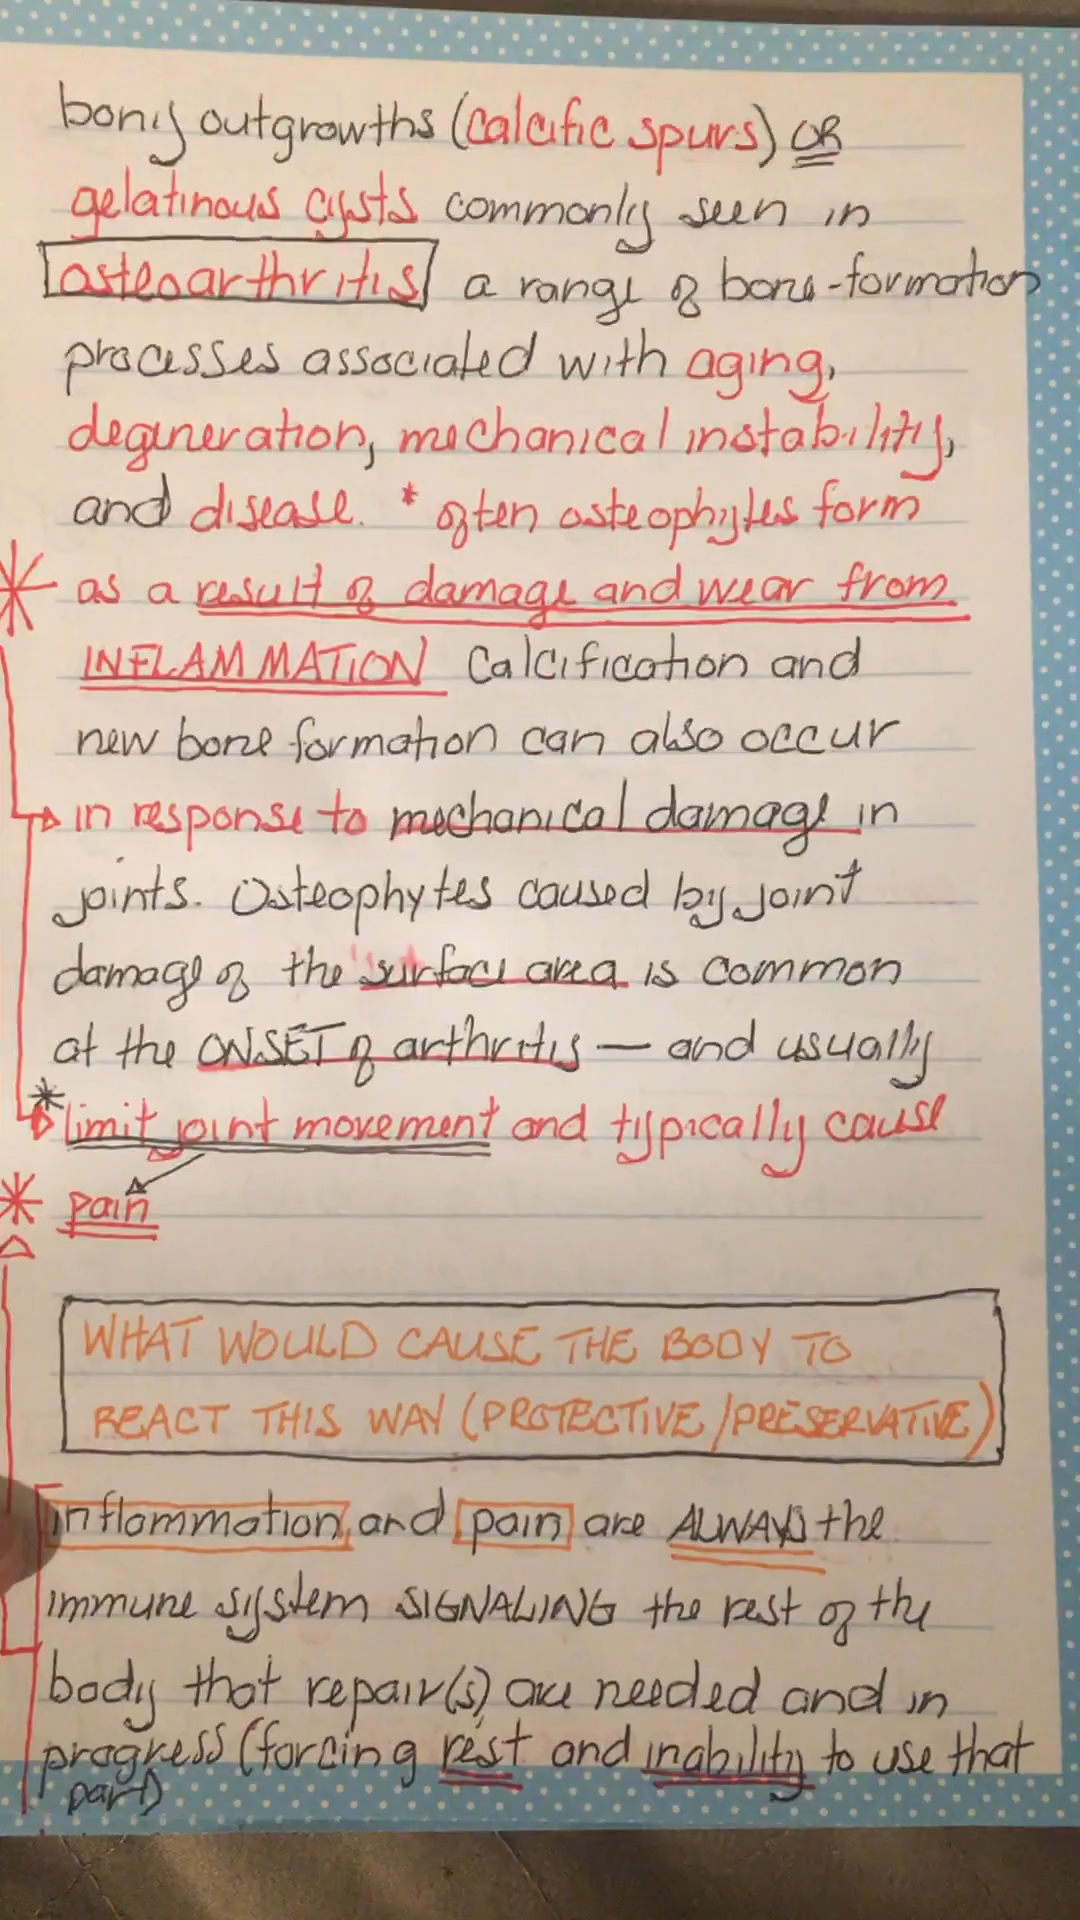 bony outgrowths (calcific spurs) OR
gelatinous cysts commonly seen in
osteoarthritis a range of bone-formation
processes associated with aging,
degeneration, mechanical instability,
and disease. * often osteophytes form
* as a result of damage and wear from
INFLAMMATION Calcification and
new bone formation can also occur
in response to mechanical damage in
joints. Osteophytes caused by joint
damage of the surface area is common
at the ONSET of arthritis — and usually
* limit joint movement and typically cause
* pain
WHAT WOULD CAUSE THE BODY TO
REACT THIS WAY (PROTECTIVE/PRESERVATIVE)
inflammation and pain are ALWAYS the
immune system SIGNALING the rest of the
body that repair(s) are needed and in
progress (forcing rest and inability to use that
part)